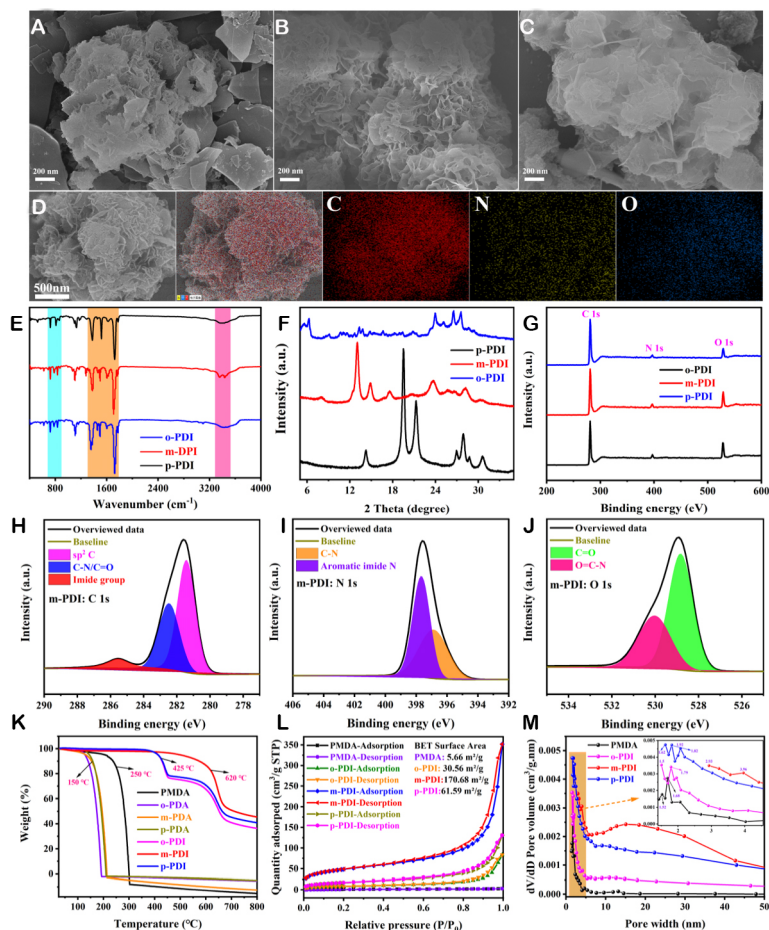 A
B
C
200 nm
200 nm
200 nm
D
C
N
O
500nm
E
F
G
o-PDI
m-DPI
p-PDI
800
1600
2400
3200
4000
Wavenumber (cm-1)
Intensity (a.u.)
p-PDI
m-PDI
o-PDI
6
12
18
24
30
2 Theta (degree)
Intensity (a.u.)
C 1s
N 1s
O 1s
o-PDI
m-PDI
p-PDI
200
300
400
500
600
Binding energy (eV)
H
Overviewed data
Baseline
sp2 C
C-N/C=O
Imide group
m-PDI: C 1s
Intensity (a.u.)
290
287
284
281
278
Binding energy (eV)
I
Overviewed data
Baseline
C-N
Aromatic imide N
m-PDI: N 1s
Intensity (a.u.)
406
404
402
400
398
396
394
392
Binding energy (eV)
J
Overviewed data
Baseline
C=O
O=C-N
m-PDI: O 1s
Intensity (a.u.)
534
531
528
525
Binding energy (eV)
K
Weight (%)
100
80
60
40
20
0
150 °C
250 °C
425 °C
620 °C
PMDA
o-PDA
m-PDA
p-PDA
o-PDI
m-PDI
p-PDI
0
100
200
300
400
500
600
700
800
Temperature (°C)
L
Quantity adsorped (cm3/g STP)
350
300
250
200
150
100
50
0
PMDA-Adsorption
PMDA-Desorption
o-PDI-Adsorption
o-PDI-Desorption
m-PDI-Adsorption
m-PDI-Desorption
p-PDI-Adsorption
p-PDI-Desorption
BET Surface Area
PMDA: 5.66 m²/g
o-PDI: 30.56 m²/g
m-PDI:170.68 m²/g
p-PDI:61.59 m²/g
0.0
0.2
0.4
0.6
0.8
1.0
Relative pressure (P/P0)
M
dV/dD Pore volume (cm3/g.nm)
0.005
0.004
0.003
0.002
0.001
0.000
PMDA
o-PDI
m-PDI
p-PDI
0
10
20
30
40
50
Pore width (nm)
2
3
4